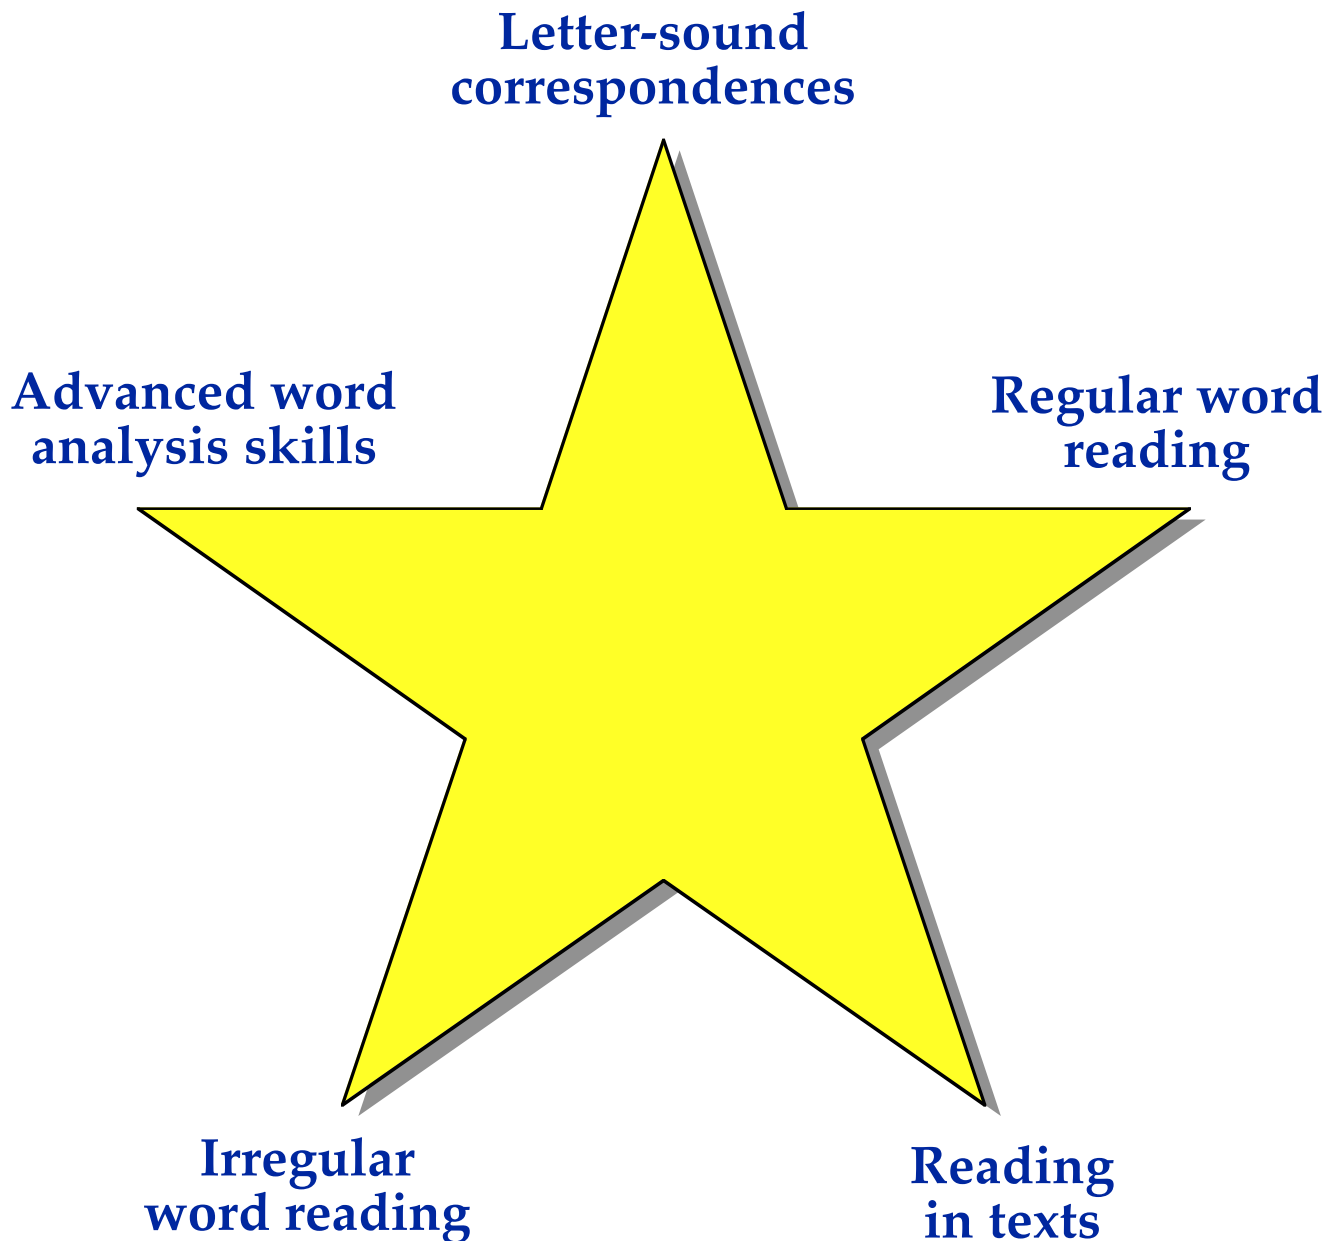 Letter-sound
correspondences
Advanced word
analysis skills
Regular word
reading
Irregular
word reading
Reading
in texts